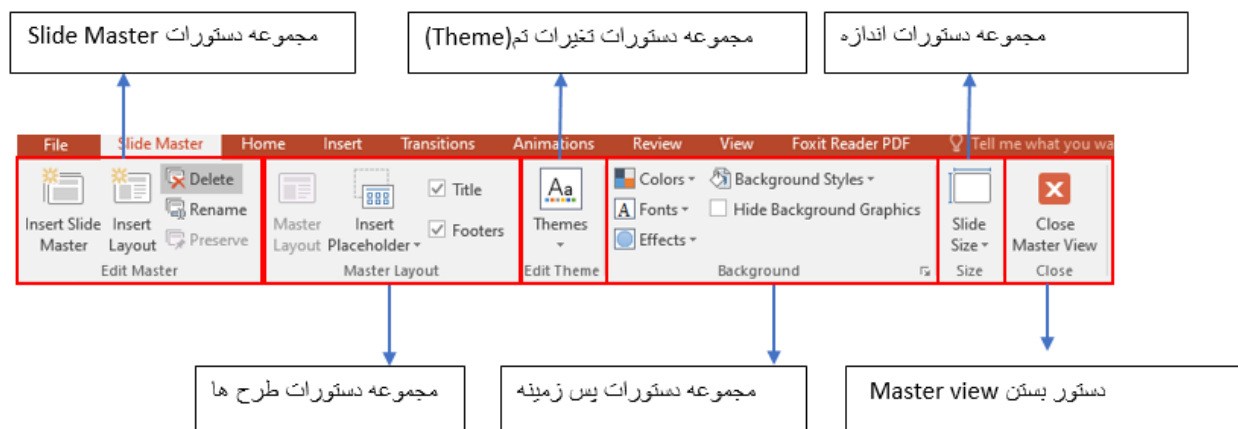 مجموعه دستورات Slide Master
مجموعه دستورات تغیرات تم(Theme)
مجموعه دستورات اندازه
File Slide Master Home Insert Transitions Animations Review View Foxit Reader PDF Tell me what you wa
Insert Slide Master
Insert Layout
Delete
Rename
Preserve
Edit Master
Master Layout
Insert Placeholder
Title
Footers
Master Layout
Aa
Themes
Edit Theme
Colors
A Fonts
Effects
Background Styles
Hide Background Graphics
Background
Slide Size
Size
Close Master View
Close
مجموعه دستورات طرح ها
مجموعه دستورات پس زمینه
دستور بستن Master view